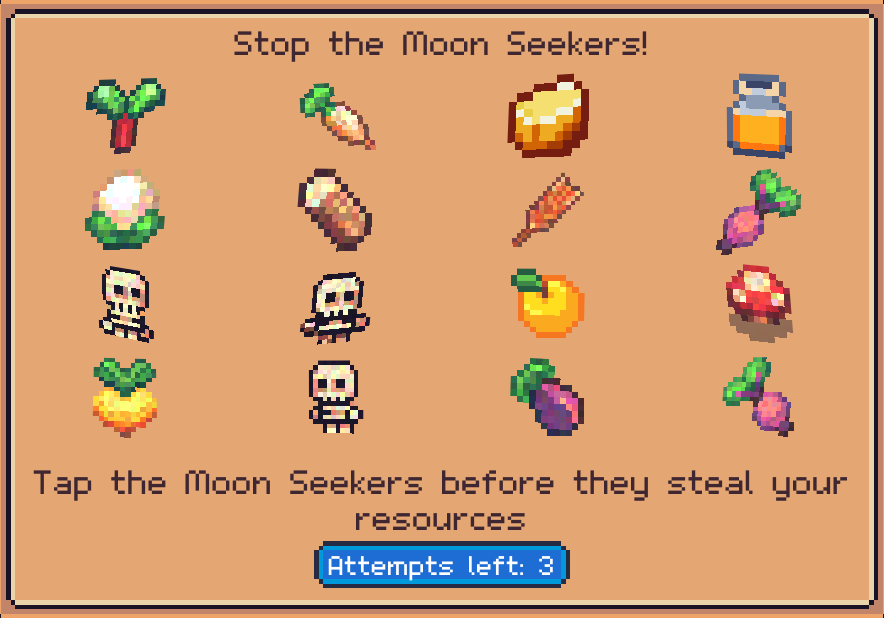 Stop the Moon Seekers!
Tap the Moon Seekers before they steal your
resources
Attempts left: 3